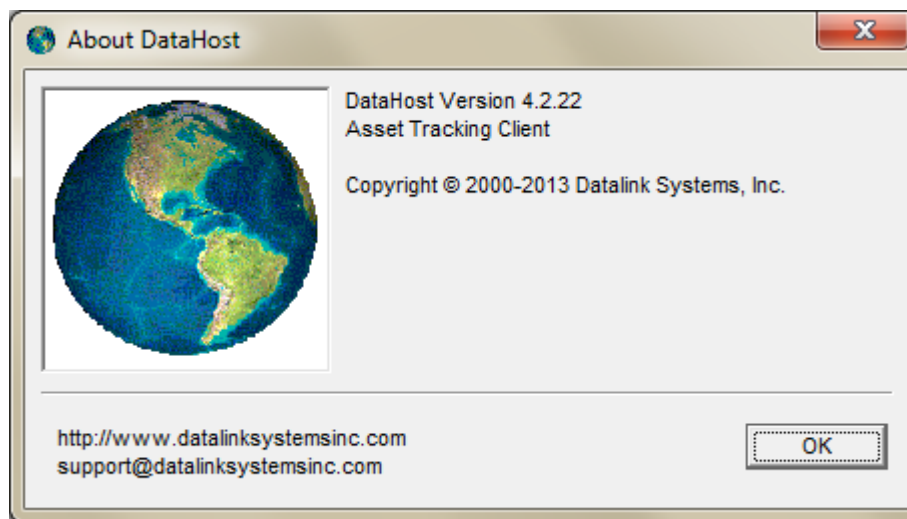 About DataHost
DataHost Version 4.2.22
Asset Tracking Client
Copyright © 2000-2013 Datalink Systems, Inc.
http://www.datalinksystemsinc.com
support@datalinksystemsinc.com
OK